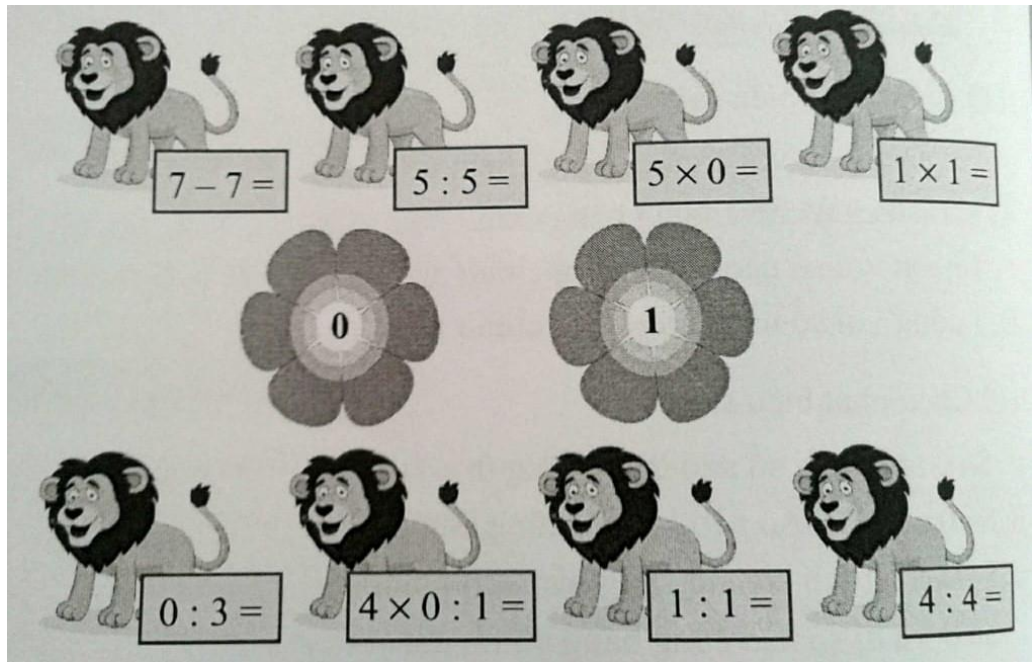 7 – 7 = 5 : 5 = 5 × 0 = 1 × 1 =
0 1
0 : 3 = 4 × 0 : 1 = 1 : 1 = 4 : 4 =